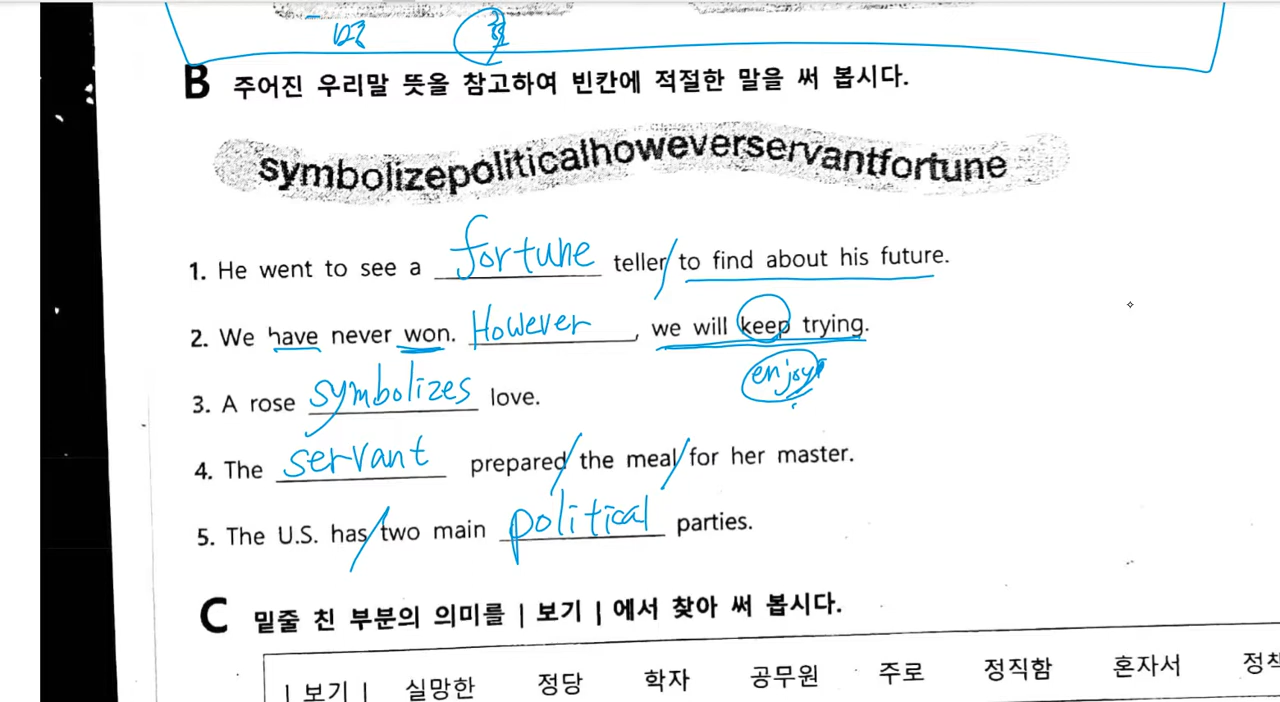 B 주어진 우리말 뜻을 참고하여 빈칸에 적절한 말을 써 봅시다.
symbolizepoliticalhoweverservantfortune
1. He went to see a fortune teller/to find about his future.
2. We have never won. However, we will keep trying.
enjoy
3. A rose symbolizes love.
4. The servant prepared/the meal/for her master.
5. The U.S. has/two main political parties.
C 밑줄 친 부분의 의미를 | 보기 | 에서 찾아 써 봅시다.
| 보기 | 실망한 정당 학자 공무원 주로 정직함 혼자서 정책